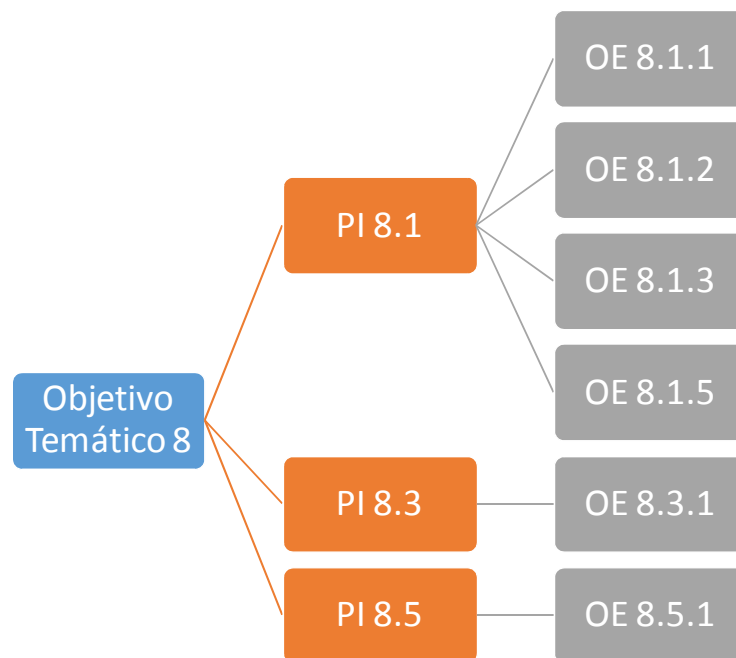 Objetivo
Temático 8
PI 8.1
OE 8.1.1
OE 8.1.2
OE 8.1.3
OE 8.1.5
PI 8.3
OE 8.3.1
PI 8.5
OE 8.5.1